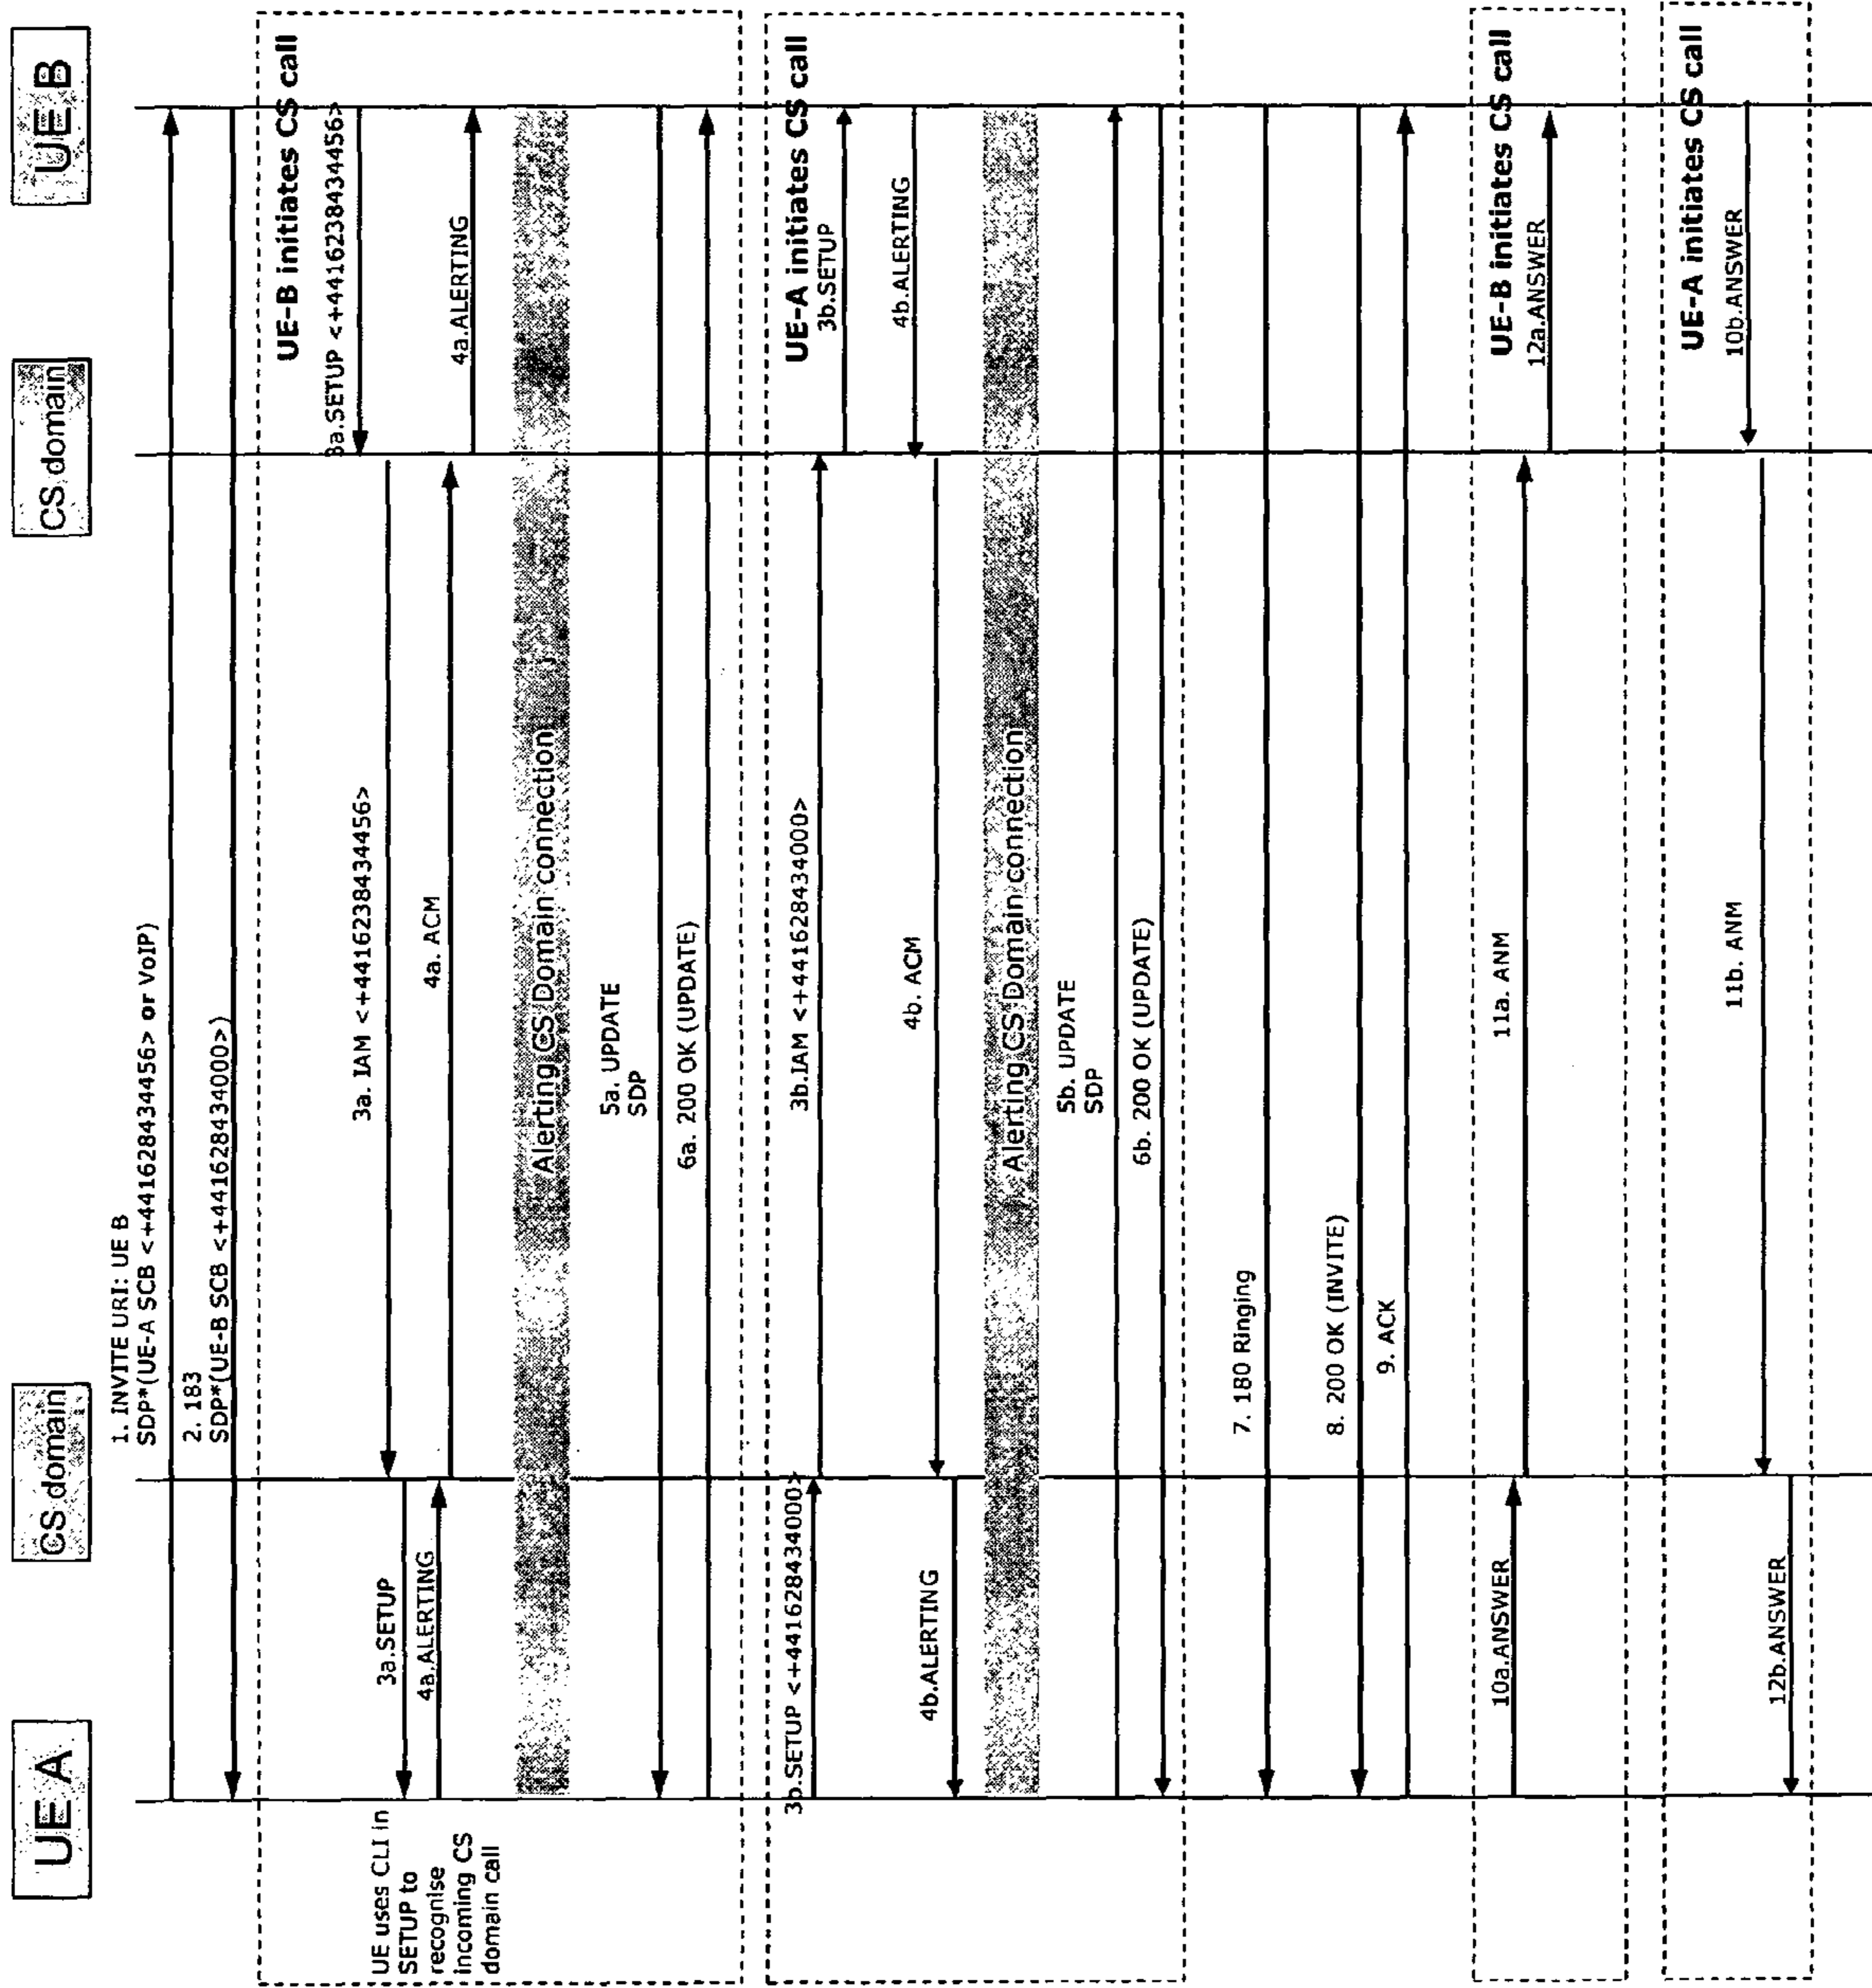 UE A
CS domain
CS domain
UE B
1. INVITE URI: UE B
SDP*(UE-A SCB <+441628434456> or VoIP)
2. 183
SDP*(UE-B SCB <+441628434000>)
UE-B initiates CS call
3a.SETUP <+4416238434456>
3a. IAM <+4416238434456>
3a.SETUP
UE uses CLI in
SETUP to
recognise
incoming CS
domain call
4a.ALERTING
4a. ACM
4a.ALERTING
Alerting CS Domain connection
5a. UPDATE
SDP
6a. 200 OK (UPDATE)
UE-A initiates CS call
3b.SETUP <+441628434000>
3b.IAM <+441628434000>
3b.SETUP
4b.ALERTING
4b. ACM
4b.ALERTING
Alerting CS Domain connection
5b. UPDATE
SDP
6b. 200 OK (UPDATE)
7. 180 Ringing
8. 200 OK (INVITE)
9. ACK
UE-B initiates CS call
10a.ANSWER
11a. ANM
12a.ANSWER
UE-A initiates CS call
10b.ANSWER
11b. ANM
12b.ANSWER